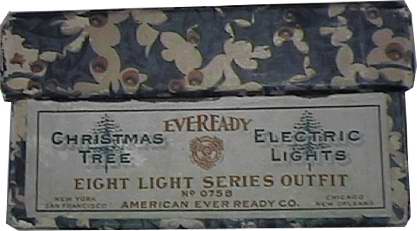 EVEREADY
CHRISTMAS TREE
ELECTRIC LIGHTS
EIGHT LIGHT SERIES OUTFIT
No 0758
NEW YORK
SAN FRANCISCO
AMERICAN EVER READY CO.
CHICAGO
NEW ORLEANS